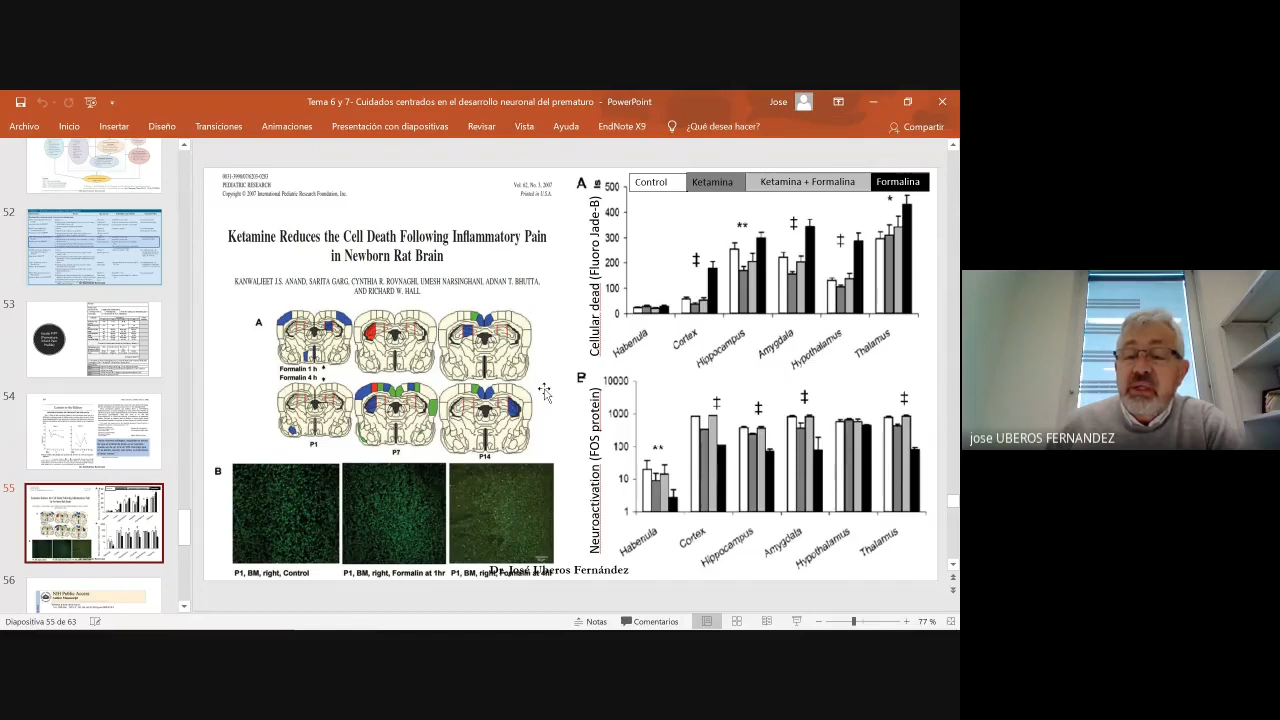 Tema 6 y 7- Cuidados centrados en el desarrollo neuronal del prematuro - PowerPoint
Jose
Archivo
Inicio
Insertar
Diseño
Transiciones
Animaciones
Presentación con diapositivas
Revisar
Vista
Ayuda
EndNote X9
¿Qué desea hacer?
Compartir
52
53
54
55
56
NIH Public Access
0031-3998/07/6203-0283
PEDIATRIC RESEARCH
Copyright © 2007 International Pediatric Research Foundation, Inc.
Vol. 62, No. 3, 2007
Printed in U.S.A.
Ketamine Reduces the Cell Death Following Inflammatory Pain
in Newborn Rat Brain
KANWALJEET J.S. ANAND, SARITA GARG, CYNTHIA R. ROVNAGHI, UMESH NARSINGHANI, ADNAN T. BHUTTA,
AND RICHARD W. HALL
A
Formalin 1 h
Formalin 4 h
P1
P7
P14
B
P1, BM, right, Control
P1, BM, right, Formalin at 1hr
P1, BM, right, Formalin at 4hr
Dr. José Uberos Fernández
A
Control
Ketamina
Ketamina + Formalina
Formalina
Cellular dead (Fluoro Jade-B)
500
400
300
200
100
0
‡
**
‡
‡
*
Habenula
Cortex
Hippocampus
Amygdala
Hypothalamus
Thalamus
B
Neuroactivation (FOS protein)
10000
1000
100
10
1
**
‡
‡
‡
‡
Habenula
Cortex
Hippocampus
Amygdala
Hypothalamus
Thalamus
jose UBEROS FERNANDEZ
Diapositiva 55 de 63
Notas
Comentarios
77 %